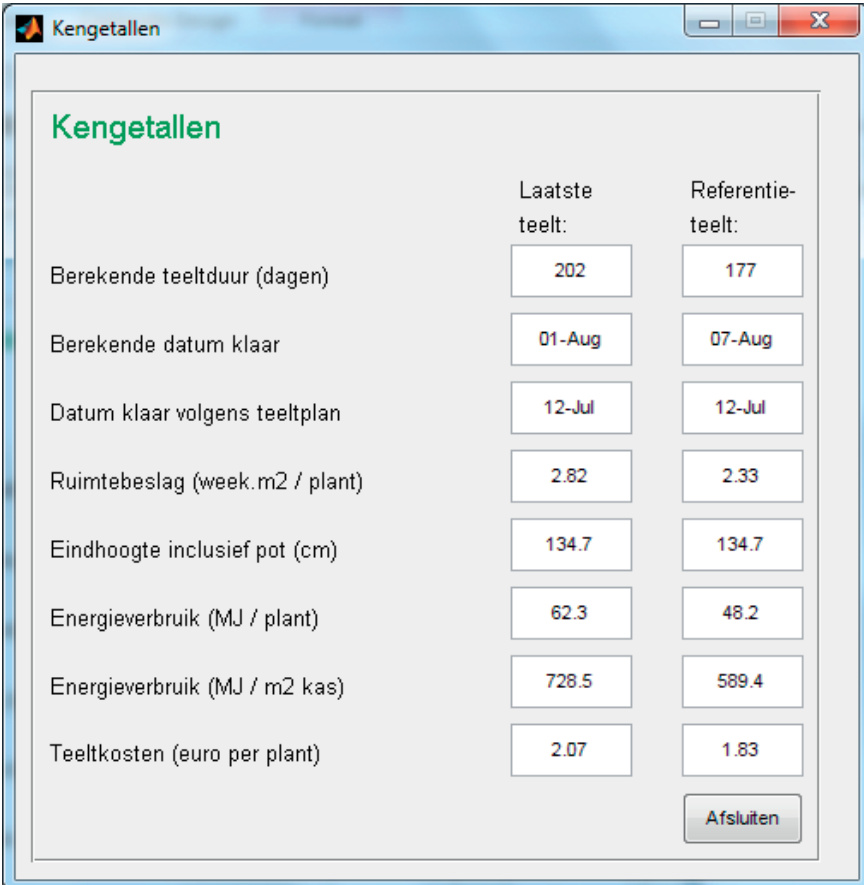 Kengetallen
Kengetallen
Laatste Referentie-
teelt: teelt:
Berekende teeltduur (dagen) 202 177
Berekende datum klaar 01-Aug 07-Aug
Datum klaar volgens teeltplan 12-Jul 12-Jul
Ruimtebeslag (week.m2 / plant) 2.82 2.33
Eindhoogte inclusief pot (cm) 134.7 134.7
Energieverbruik (MJ / plant) 62.3 48.2
Energieverbruik (MJ / m2 kas) 728.5 589.4
Teeltkosten (euro per plant) 2.07 1.83
Afsluiten